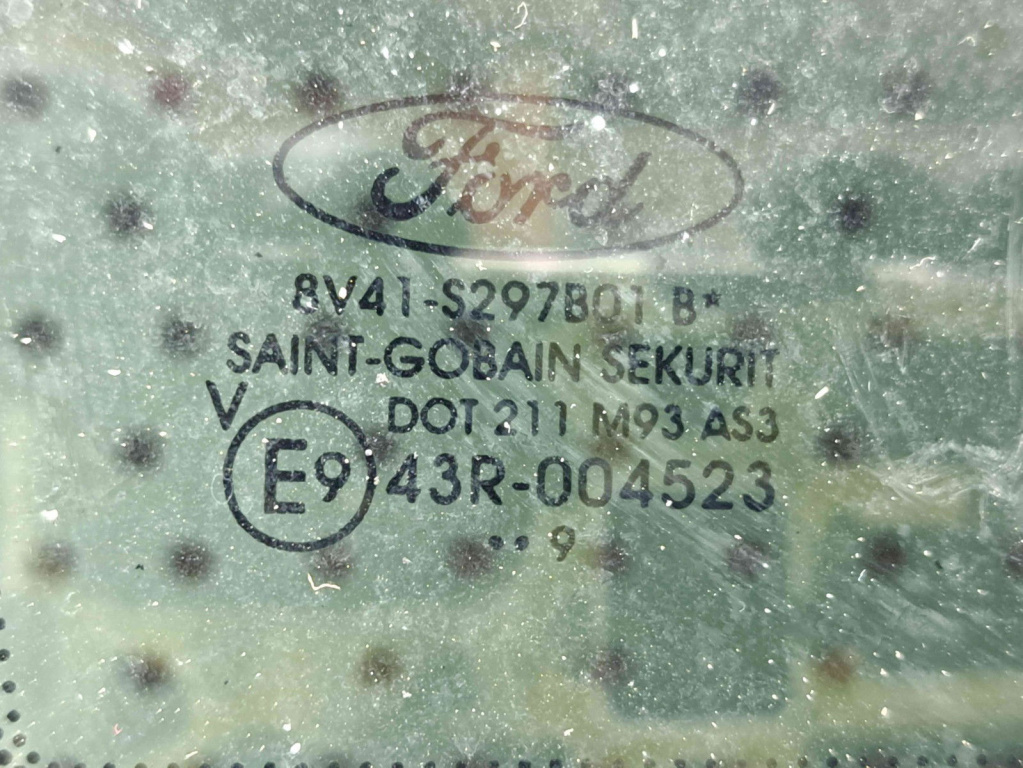 Ford
8V41-S297B01 B*
SAINT-GOBAIN SEKURIT
V
DOT 211 M93 AS3
E9 43R-004523
•• 9